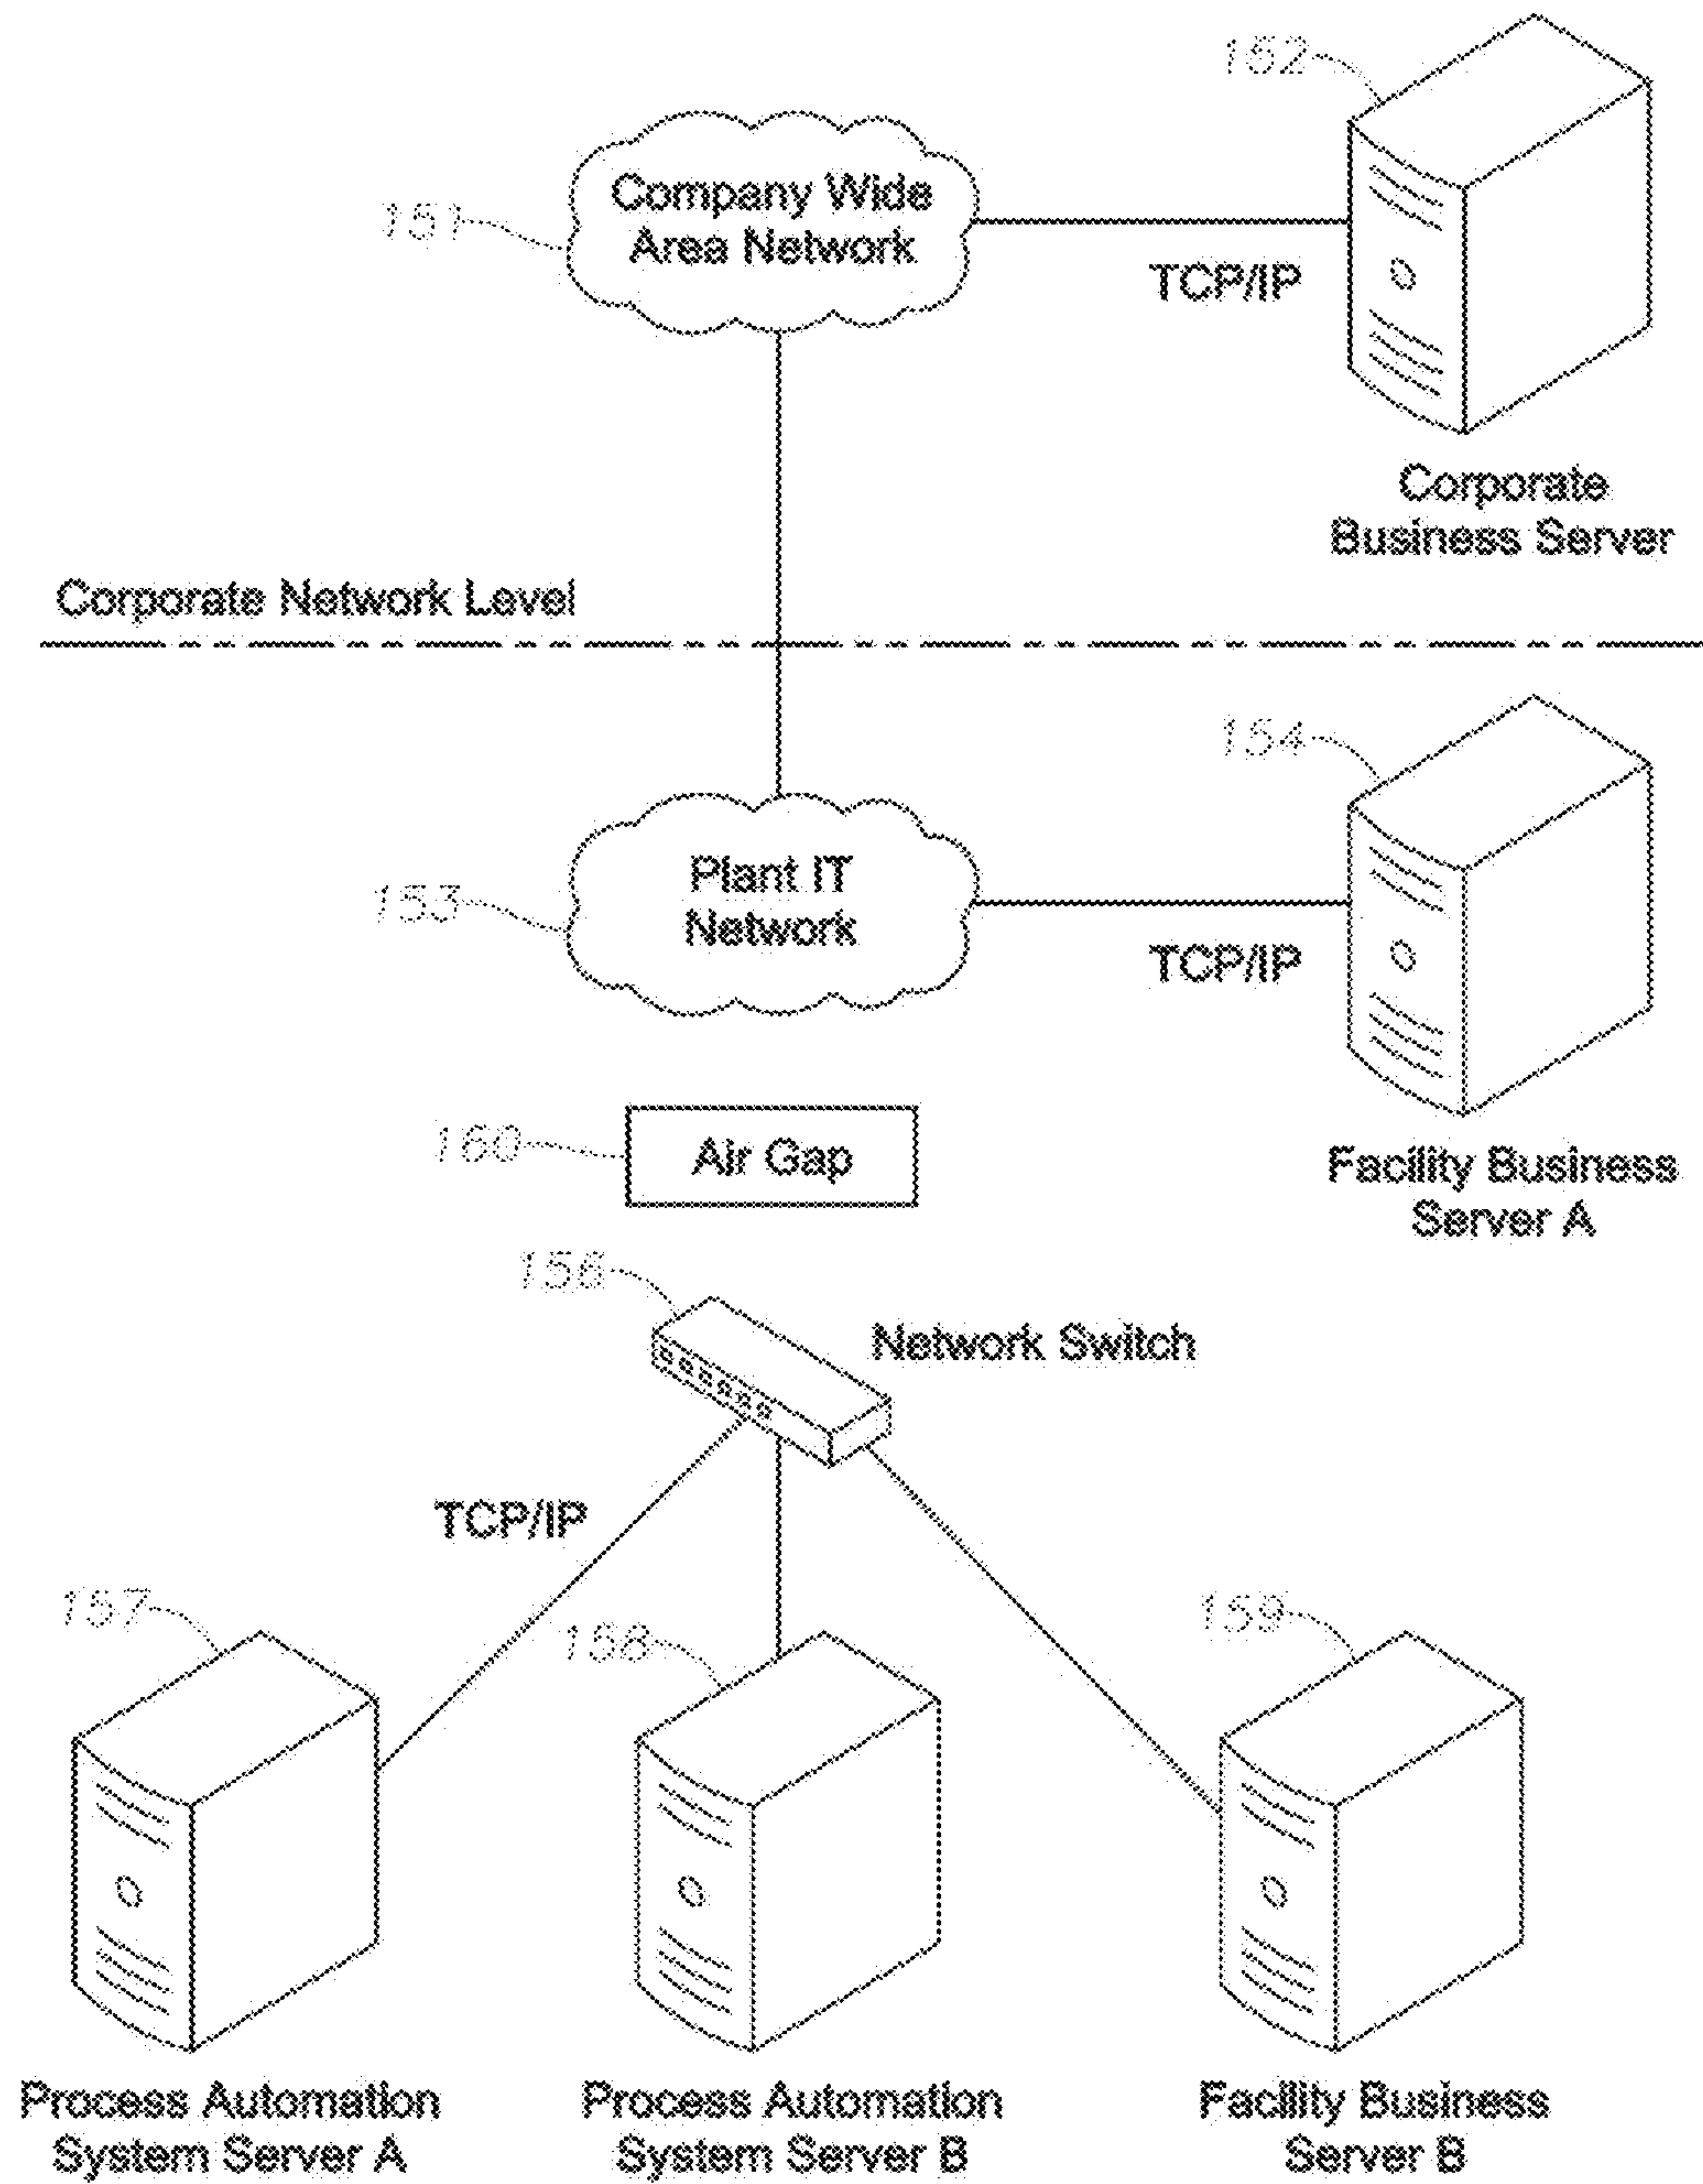 152
Company Wide
Area Network
151
TCP/IP
Corporate
Business Server
Corporate Network Level
154
Plant IT
Network
153
TCP/IP
160
Air Gap
Facility Business
Server A
156
Network Switch
TCP/IP
157
158
159
Process Automation
System Server A
Process Automation
System Server B
Facility Business
Server B